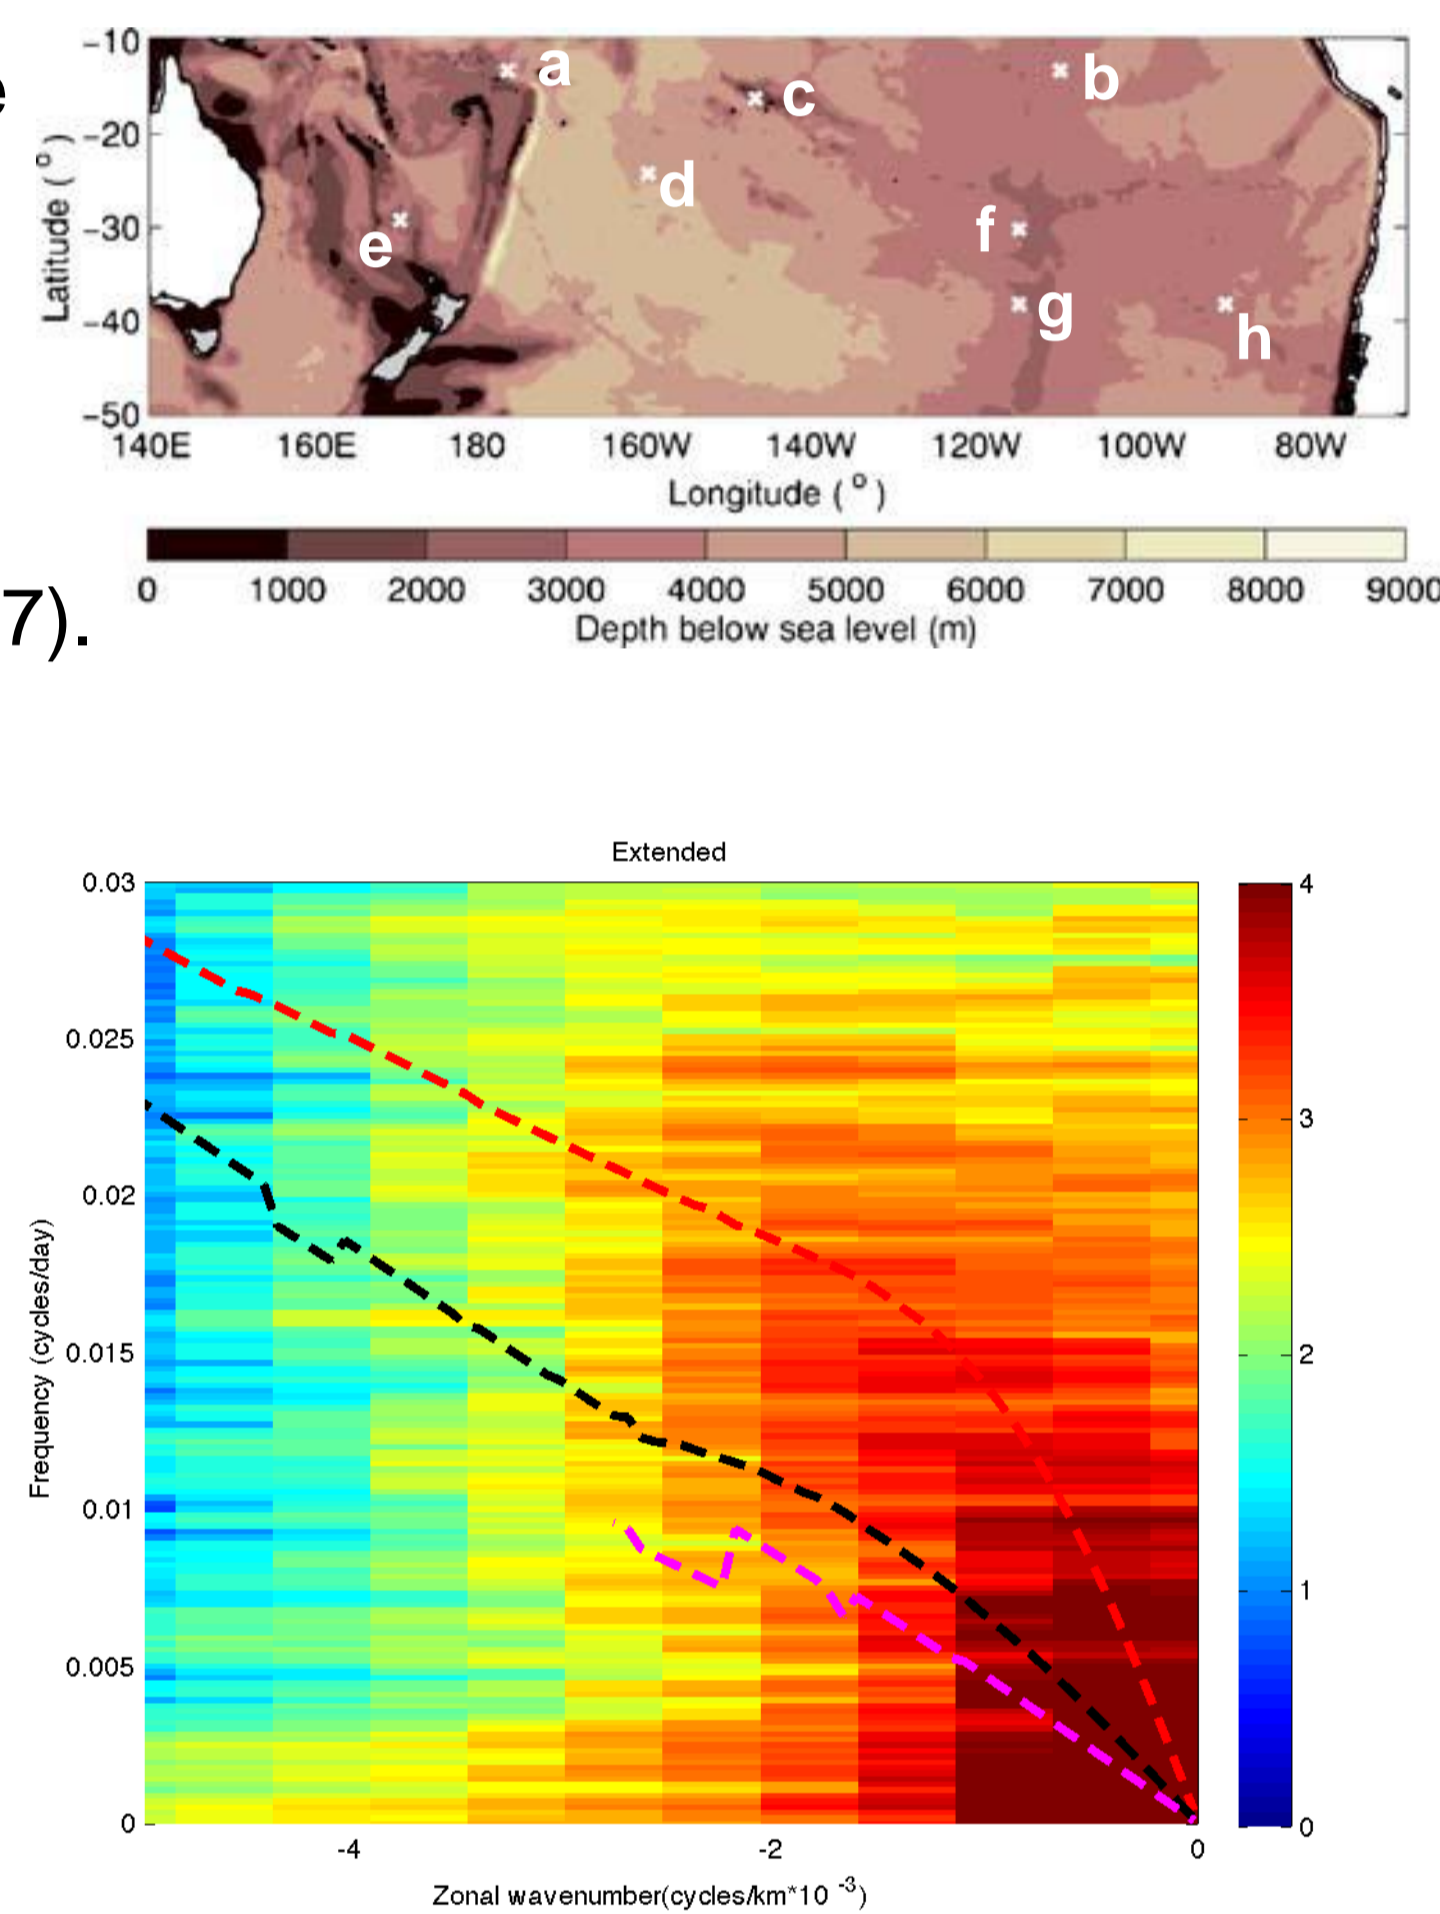 e
7).
-10
-20
-30
-40
-50
Latitude ( o )
a
b
c
d
e
f
g
h
140E 160E 180 160W 140W 120W 100W 80W
Longitude ( o )
0 1000 2000 3000 4000 5000 6000 7000 8000 9000
Depth below sea level (m)
Extended
0.03
0.025
0.02
0.015
0.01
0.005
0
Frequency (cycles/day)
-4 -2 0
Zonal wavenumber(cycles/km*10 -3)
4
3
2
1
0